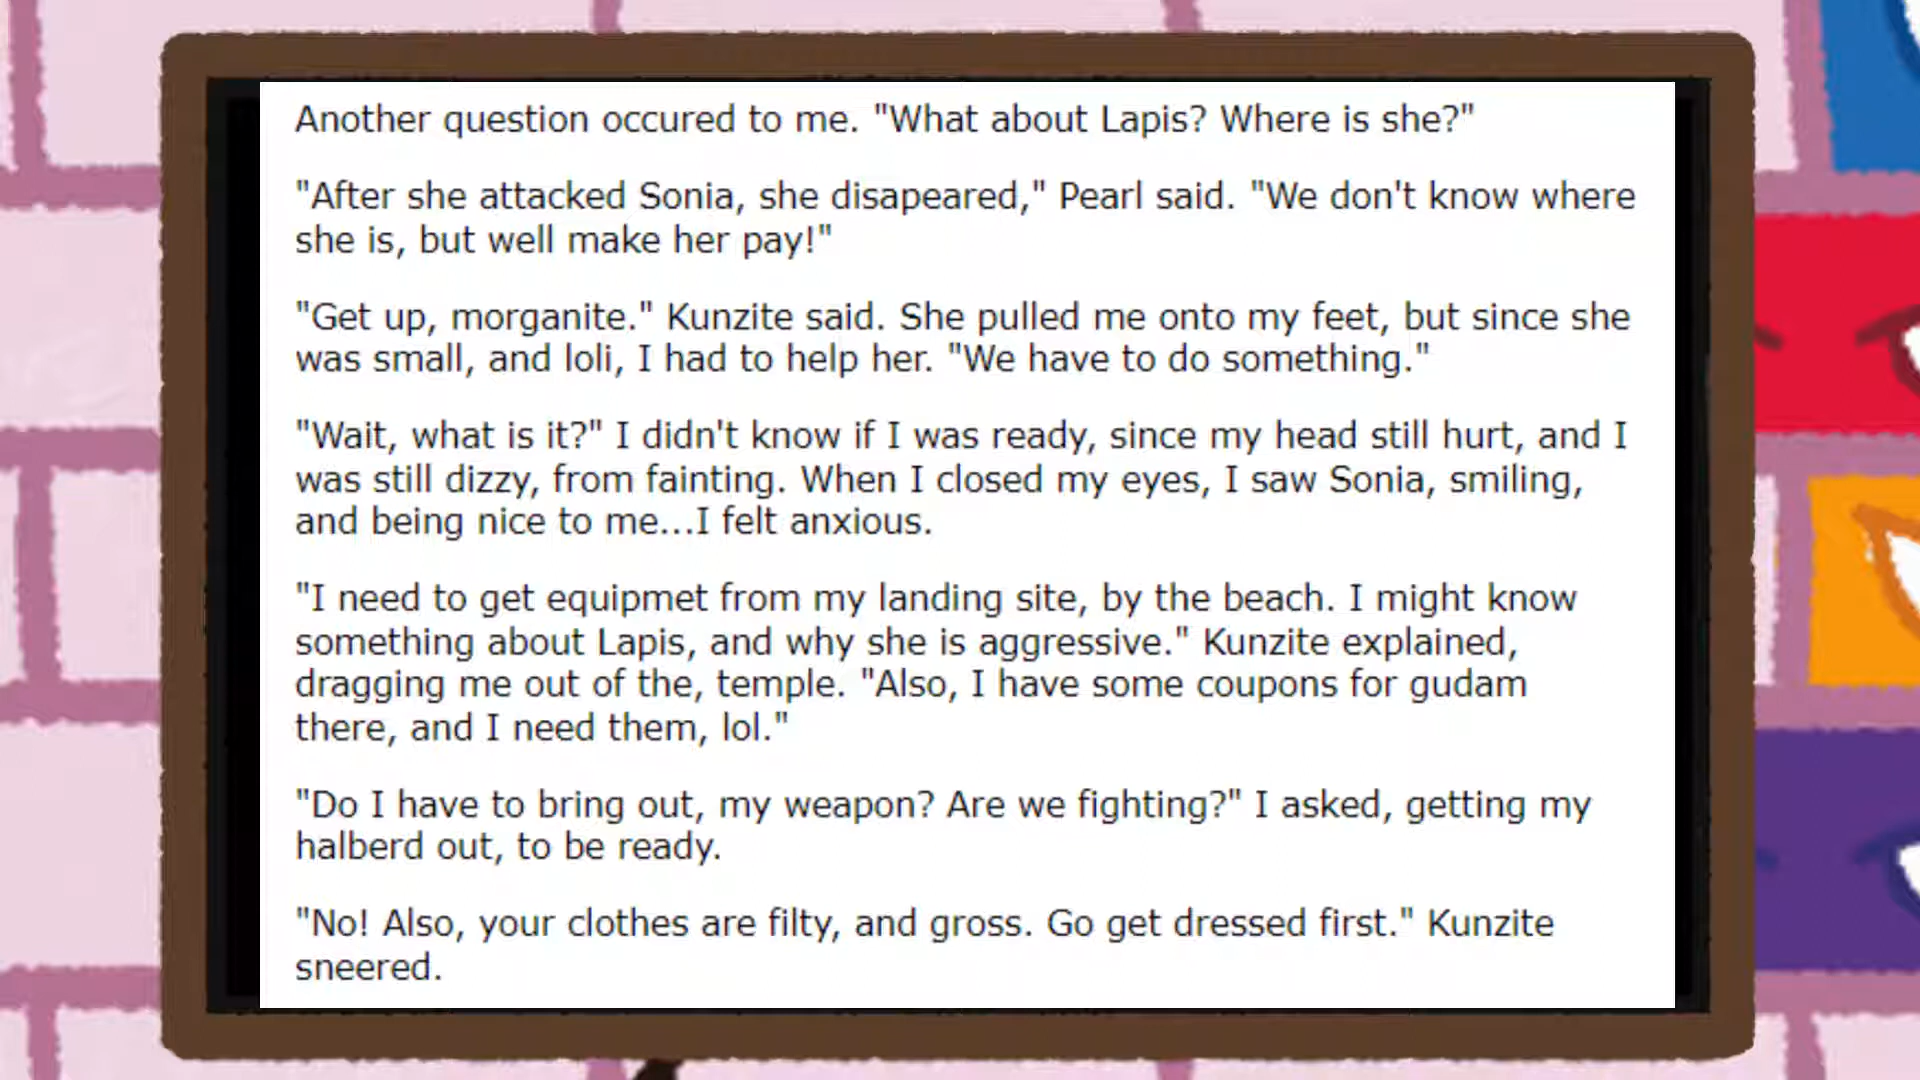 Another question occured to me. "What about Lapis? Where is she?"
"After she attacked Sonia, she disapeared," Pearl said. "We don't know where
she is, but well make her pay!"
"Get up, morganite." Kunzite said. She pulled me onto my feet, but since she
was small, and loli, I had to help her. "We have to do something."
"Wait, what is it?" I didn't know if I was ready, since my head still hurt, and I
was still dizzy, from fainting. When I closed my eyes, I saw Sonia, smiling,
and being nice to me...I felt anxious.
"I need to get equipmet from my landing site, by the beach. I might know
something about Lapis, and why she is aggressive." Kunzite explained,
dragging me out of the, temple. "Also, I have some coupons for gudam
there, and I need them, lol."
"Do I have to bring out, my weapon? Are we fighting?" I asked, getting my
halberd out, to be ready.
"No! Also, your clothes are filty, and gross. Go get dressed first." Kunzite
sneered.